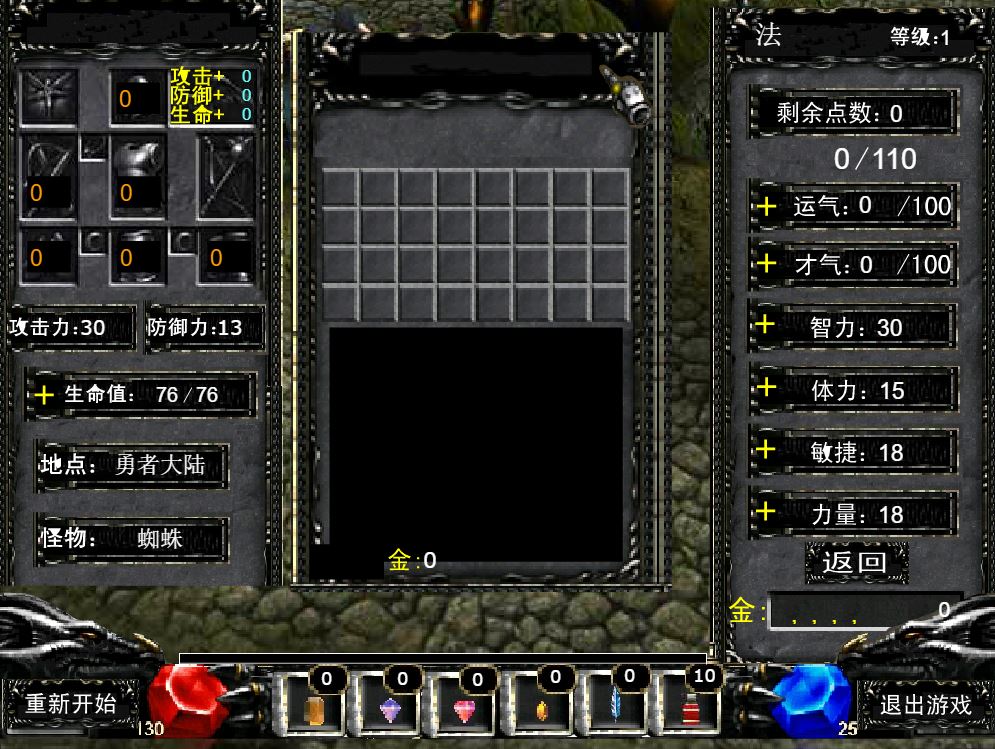 攻击+ 0
0 防御+ 0
生命+ 0
0 0
0 0 0
攻击力:30 防御力:13
+ 生命值: 76/76
地点: 勇者大陆
怪物: 蜘蛛
金:0
法 等级:1
剩余点数: 0
0/110
+ 运气: 0 /100
+ 才气: 0 /100
+ 智力: 30
+ 体力: 15
+ 敏捷: 18
+ 力量: 18
返回
金: , , , , 0
重新开始 130
0 0 0 0 0 10
25 退出游戏